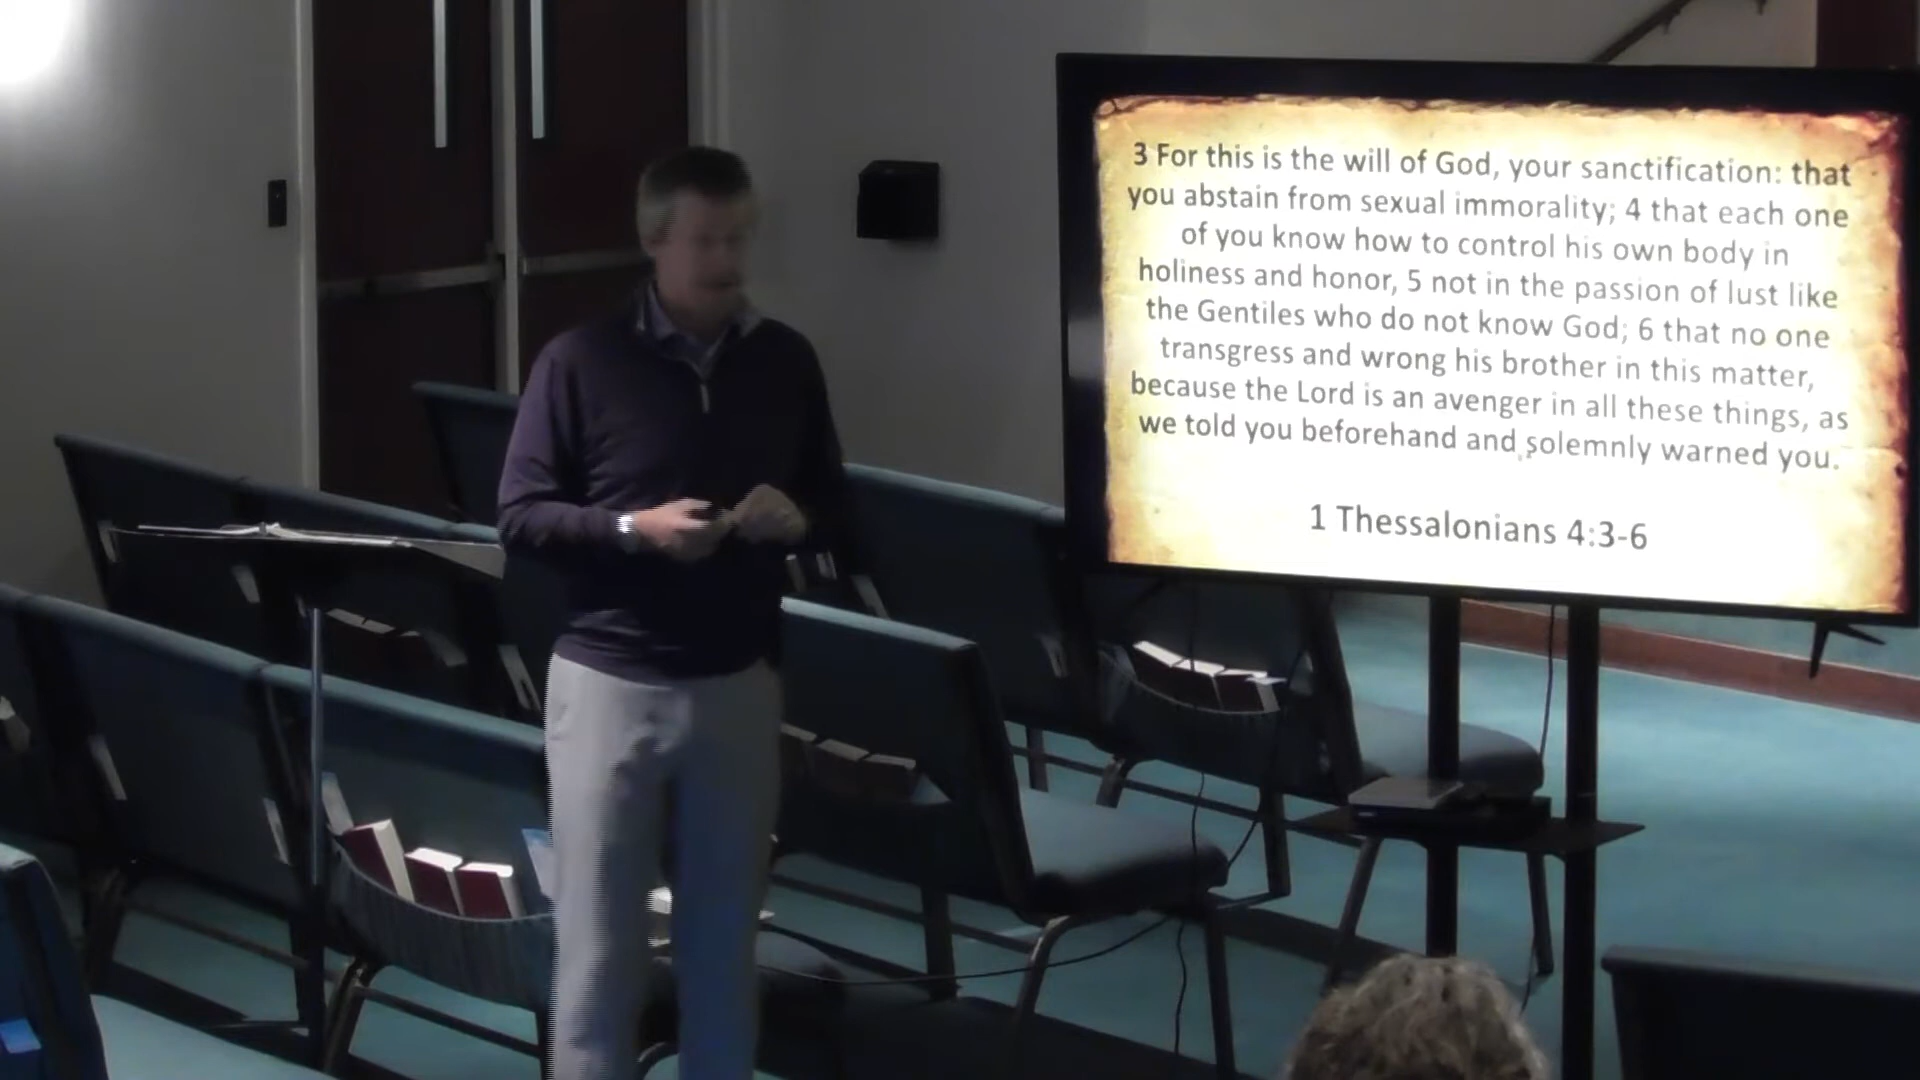 3 For this is the will of God, your sanctification: that
you abstain from sexual immorality; 4 that each one
of you know how to control his own body in
holiness and honor, 5 not in the passion of lust like
the Gentiles who do not know God; 6 that no one
transgress and wrong his brother in this matter,
because the Lord is an avenger in all these things, as
we told you beforehand and solemnly warned you.
1 Thessalonians 4:3-6